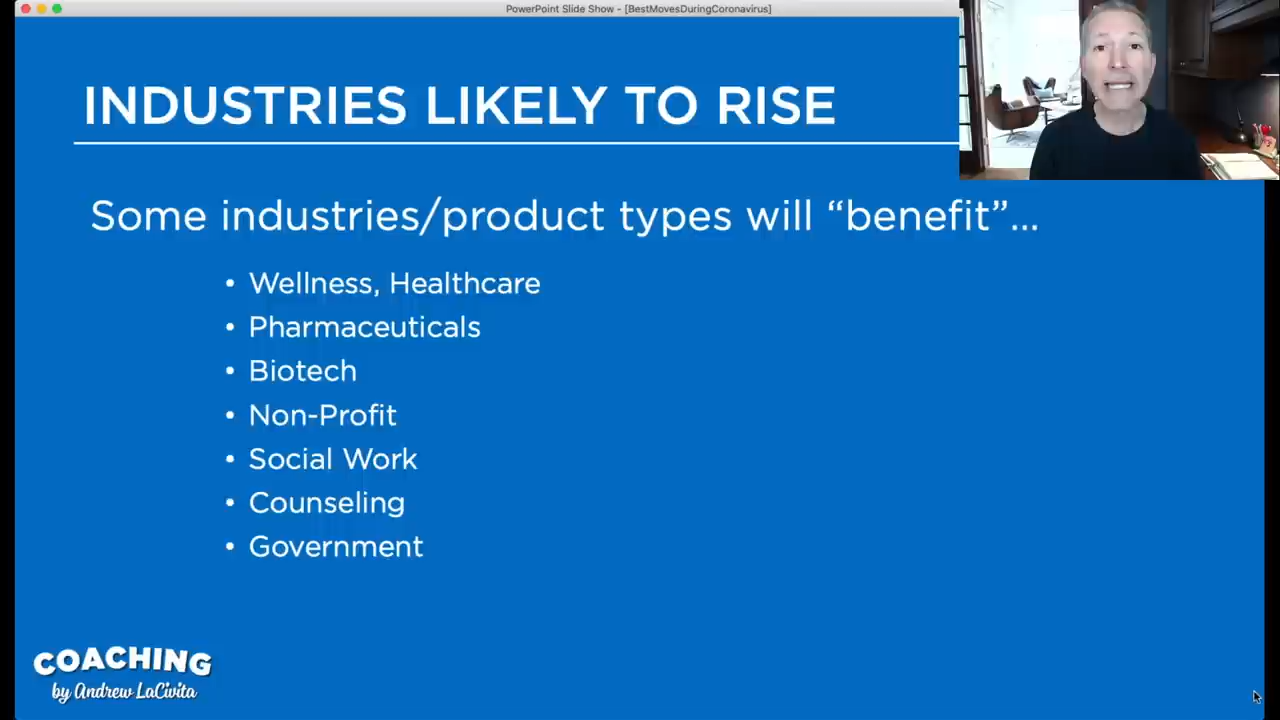 PowerPoint Slide Show - [BestMovesDuringCoronavirus]
INDUSTRIES LIKELY TO RISE
Some industries/product types will “benefit”...
• Wellness, Healthcare
• Pharmaceuticals
• Biotech
• Non-Profit
• Social Work
• Counseling
• Government
COACHING
by Andrew LaCivita